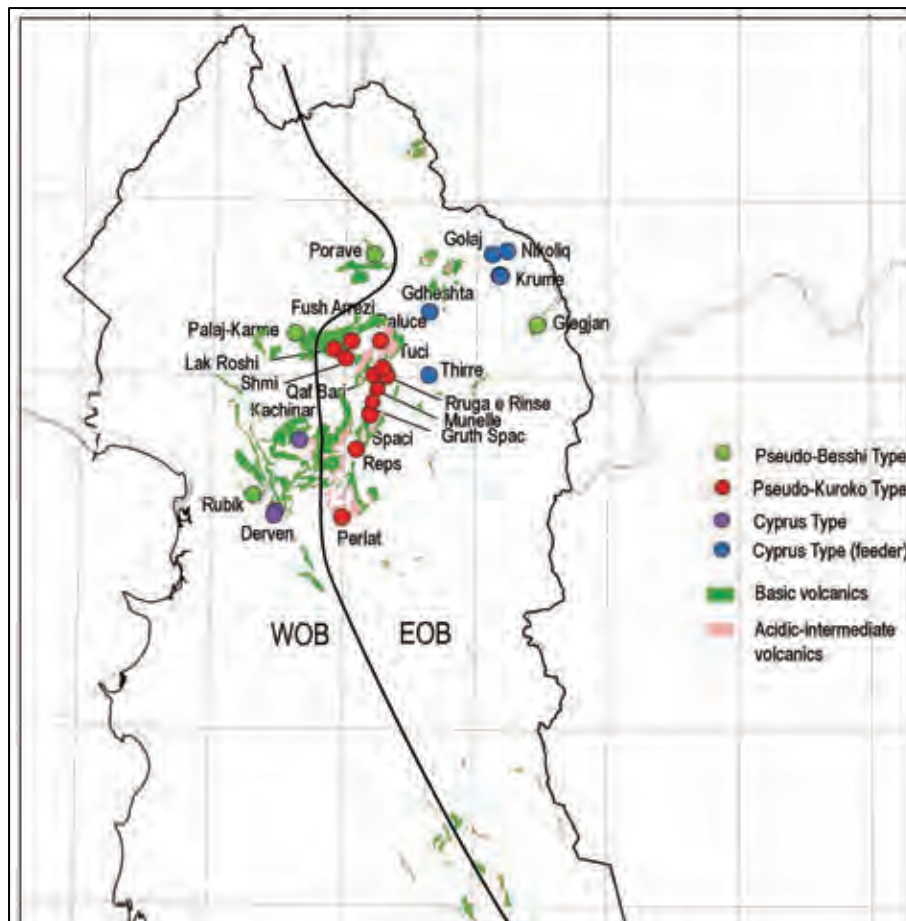 Porave
Golaj
Nikoliq
Krume
Gdheshta
Fush Arrezi
Paluce
Gjegjan
Palaj-Karme
Lak Roshi
Tuci
Shmi
Thirre
Qaf Bari
Rruga e Rinse
Kachinar
Munelle
Gruth Spac
Spaci
Reps
Rubik
Derven
Perlat
Pseudo-Besshi Type
Pseudo-Kuroko Type
Cyprus Type
Cyprus Type (feeder)
Basic volcanics
Acidic-intermediate
volcanics
WOB
EOB